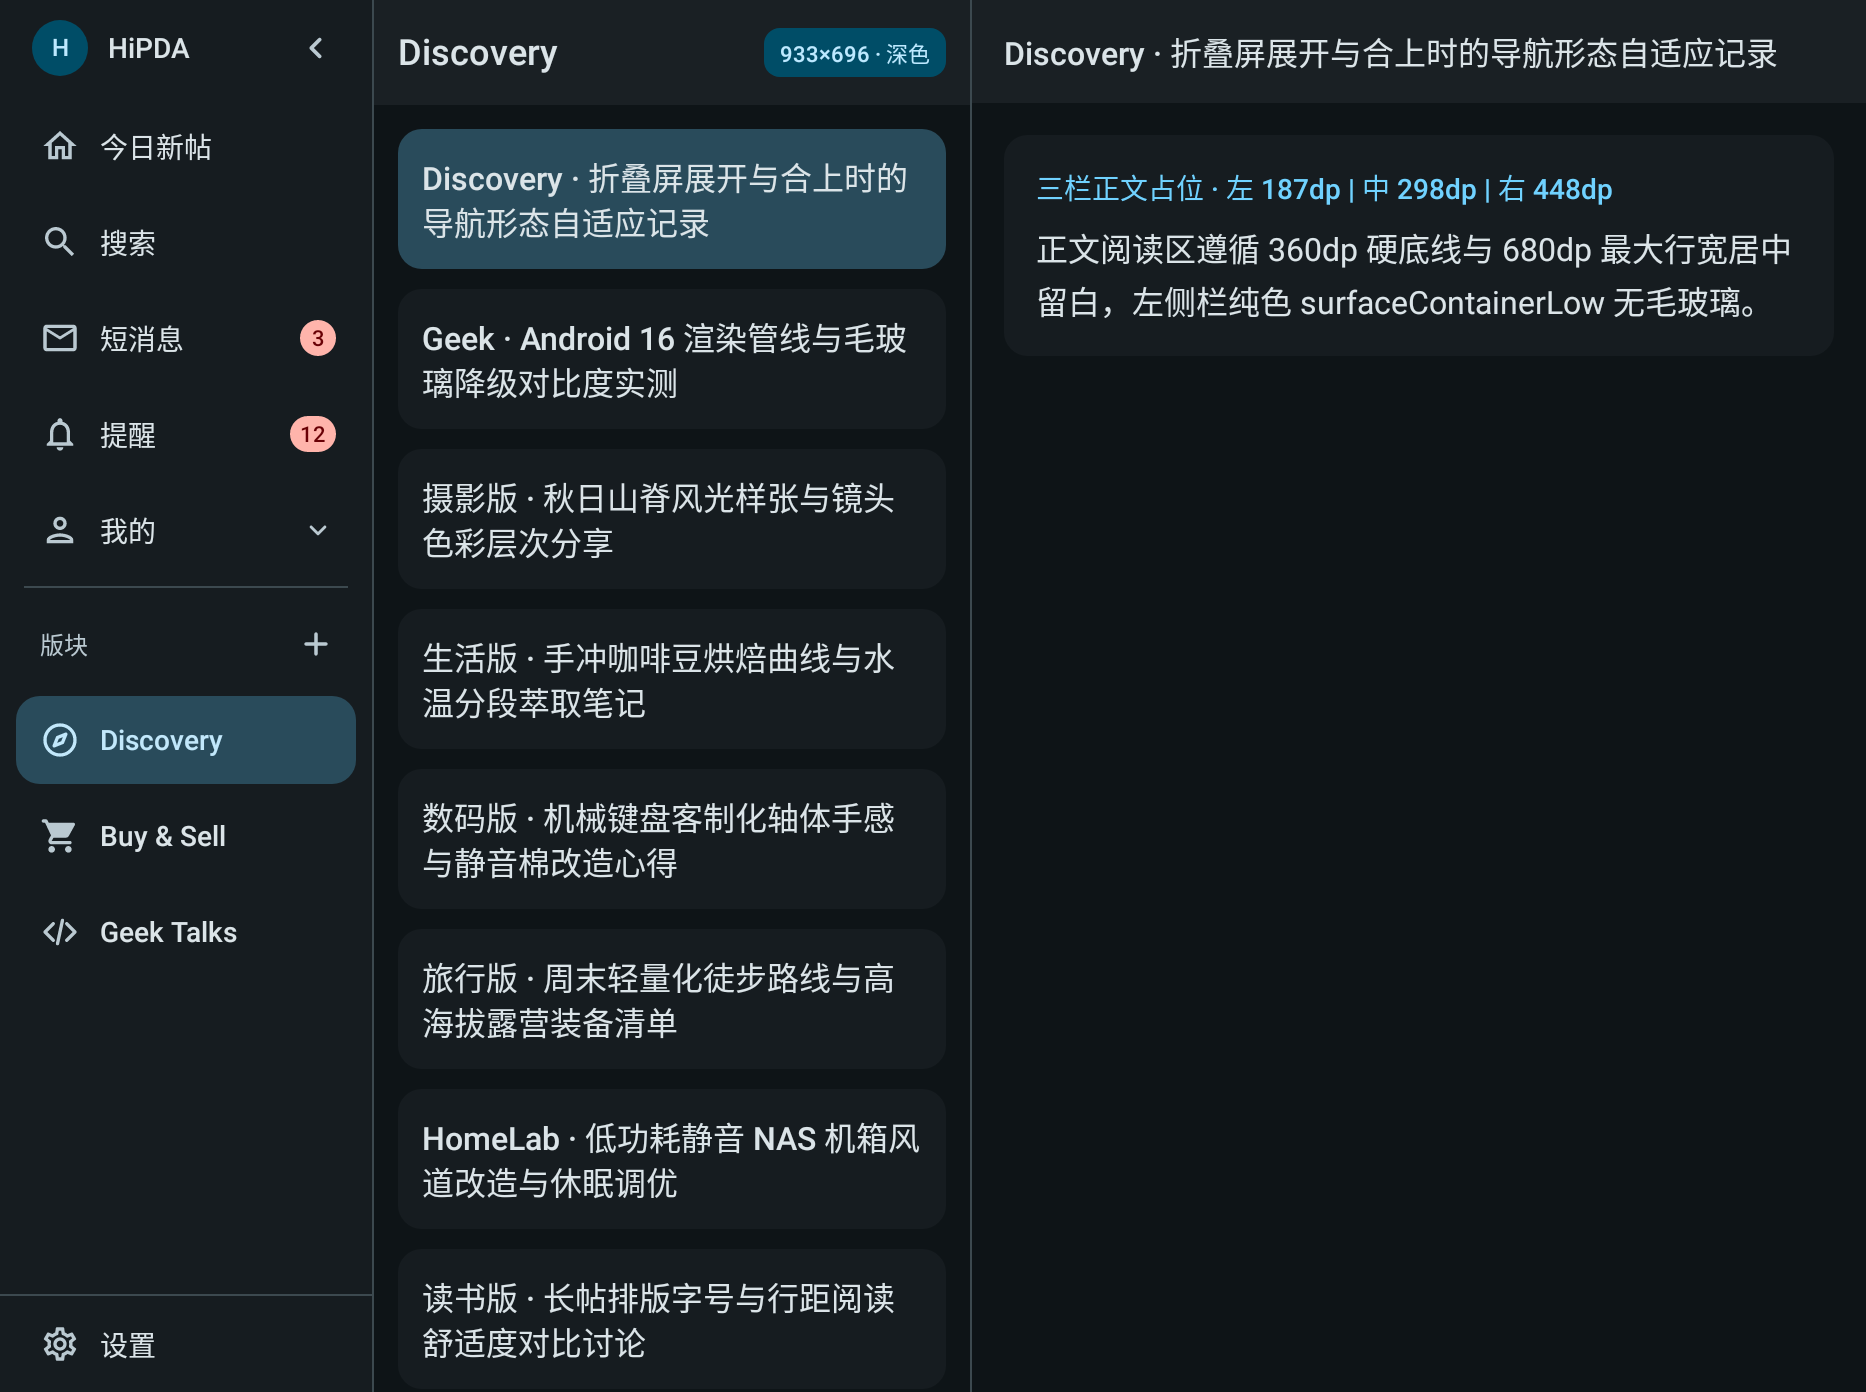 H
HiPDA
今日新帖
搜索
短消息
3
提醒
12
我的
版块
Discovery
Buy & Sell
Geek Talks
设置
Discovery
933×696 · 深色
Discovery · 折叠屏展开与合上时的
导航形态自适应记录
Geek · Android 16 渲染管线与毛玻
璃降级对比度实测
摄影版 · 秋日山脊风光样张与镜头
色彩层次分享
生活版 · 手冲咖啡豆烘焙曲线与水
温分段萃取笔记
数码版 · 机械键盘客制化轴体手感
与静音棉改造心得
旅行版 · 周末轻量化徒步路线与高
海拔露营装备清单
HomeLab · 低功耗静音 NAS 机箱风
道改造与休眠调优
读书版 · 长帖排版字号与行距阅读
舒适度对比讨论
Discovery · 折叠屏展开与合上时的导航形态自适应记录
三栏正文占位 · 左 187dp | 中 298dp | 右 448dp
正文阅读区遵循 360dp 硬底线与 680dp 最大行宽居中
留白，左侧栏纯色 surfaceContainerLow 无毛玻璃。